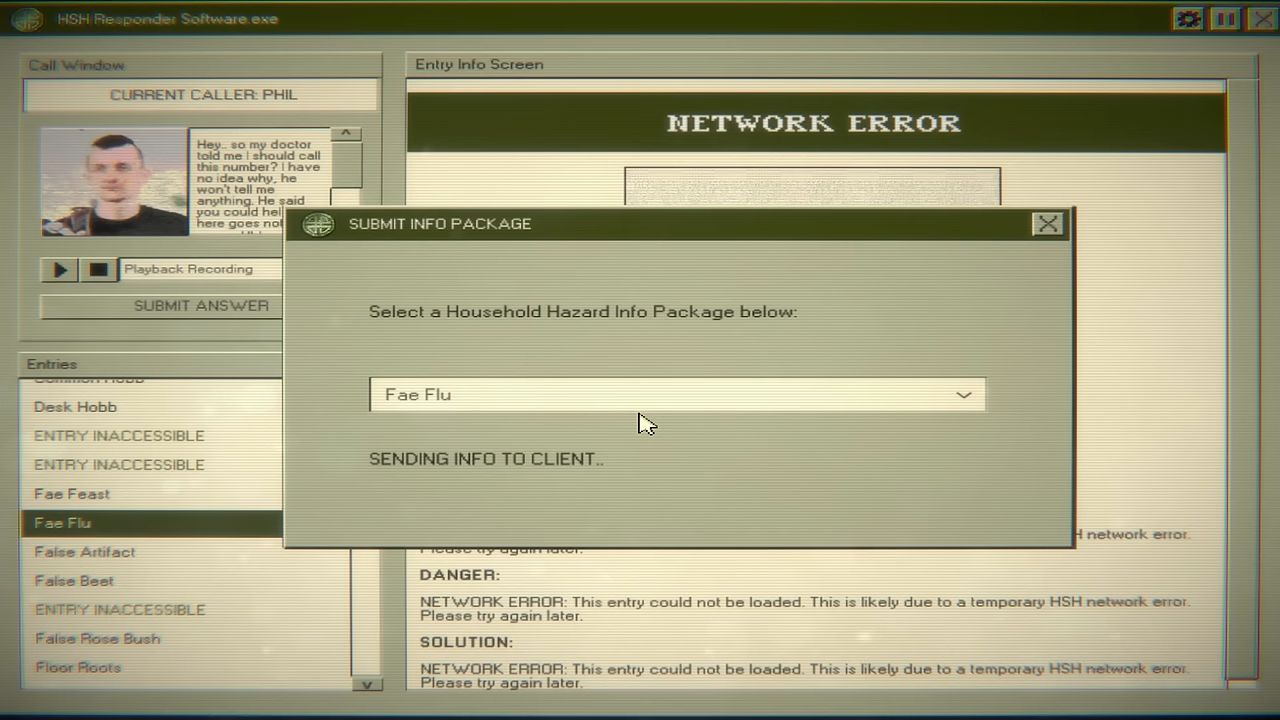 HSH Responder Software.exe
Call Window
CURRENT CALLER: PHIL
Hey.. so my doctor
told me I should call
this number? I have
no idea why, he
won't tell me
anything. He said
you could hel
here goes not
Playback Recording
SUBMIT ANSWER
Entries
Common Hobb
Desk Hobb
ENTRY INACCESSIBLE
ENTRY INACCESSIBLE
Fae Feast
Fae Flu
False Artifact
False Beet
ENTRY INACCESSIBLE
False Rose Bush
Floor Roots
Entry Info Screen
NETWORK ERROR
SUBMIT INFO PACKAGE
Select a Household Hazard Info Package below:
Fae Flu
SENDING INFO TO CLIENT..
H network error.
Please try again later.
DANGER:
NETWORK ERROR: This entry could not be loaded. This is likely due to a temporary HSH network error.
Please try again later.
SOLUTION:
NETWORK ERROR: This entry could not be loaded. This is likely due to a temporary HSH network error.
Please try again later.